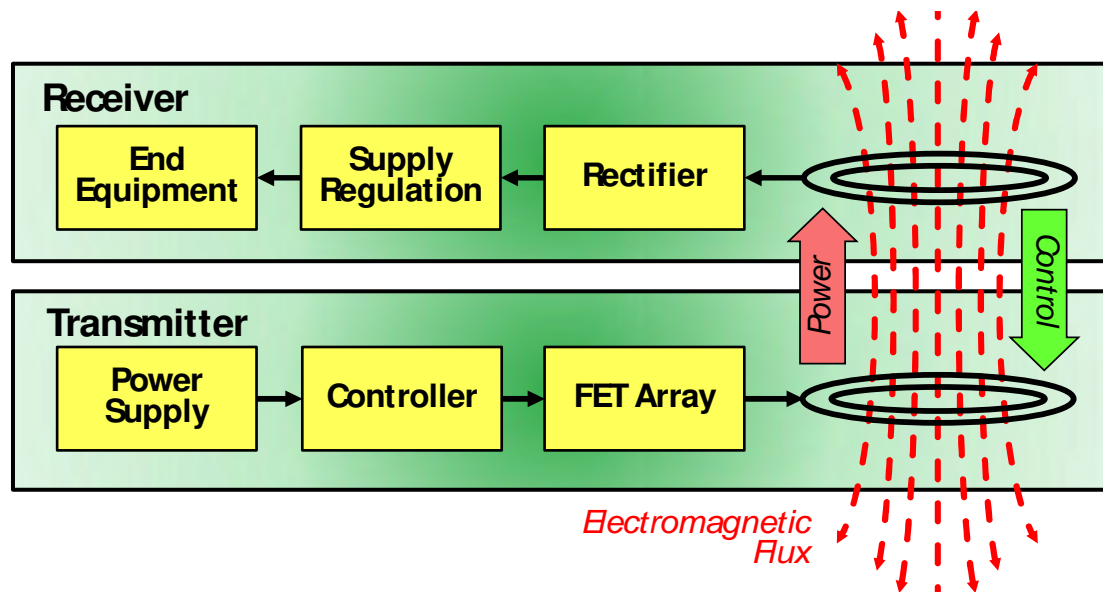 Receiver
End
Equipment
Supply
Regulation
Rectifier
Power
Control
Transmitter
Power
Supply
Controller
FET Array
Electromagnetic
Flux